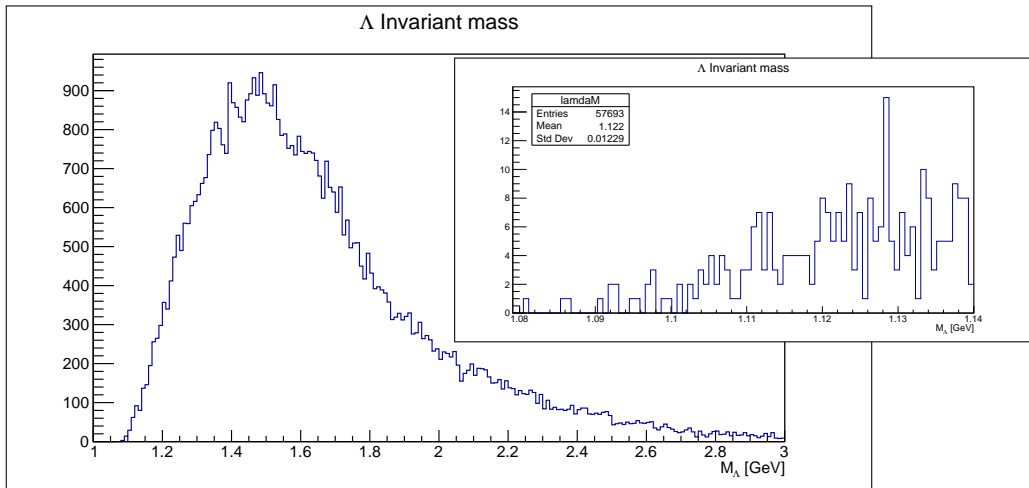 Λ Invariant mass
900
800
700
600
500
400
300
200
100
0
1 1.2 1.4 1.6 1.8 2 2.2 2.4 2.6 2.8 3
M_Λ [GeV]
Λ Invariant mass
lamdaM
Entries 57693
Mean 1.122
Std Dev 0.01229
14
12
10
8
6
4
2
0
1.08 1.09 1.1 1.11 1.12 1.13 1.14
M_Λ [GeV]